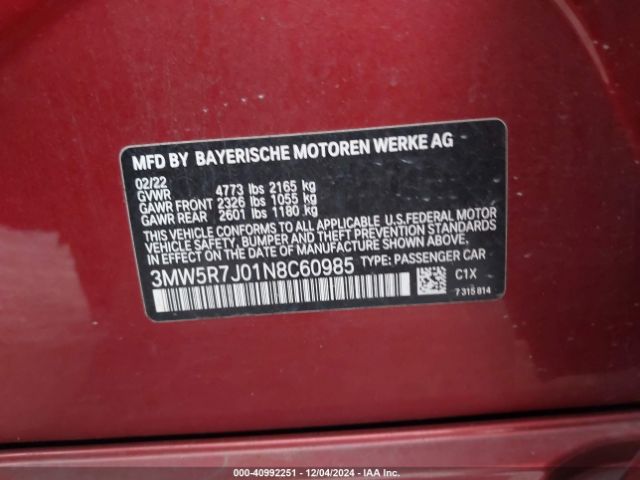 MFD BY BAYERISCHE MOTOREN WERKE AG
02/22
GVWR 4773 lbs 2165 kg
GAWR FRONT 2326 lbs 1055 kg
GAWR REAR 2601 lbs 1180 kg
THIS VEHICLE CONFORMS TO ALL APPLICABLE U.S.FEDERAL MOTOR
VEHICLE SAFETY, BUMPER AND THEFT PREVENTION STANDARDS
IN EFFECT ON THE DATE OF MANUFACTURE SHOWN ABOVE.
3MW5R7J01N8C60985 TYPE: PASSENGER CAR
C1X
7315814
000-40992251 - 12/04/2024 - IAA Inc.